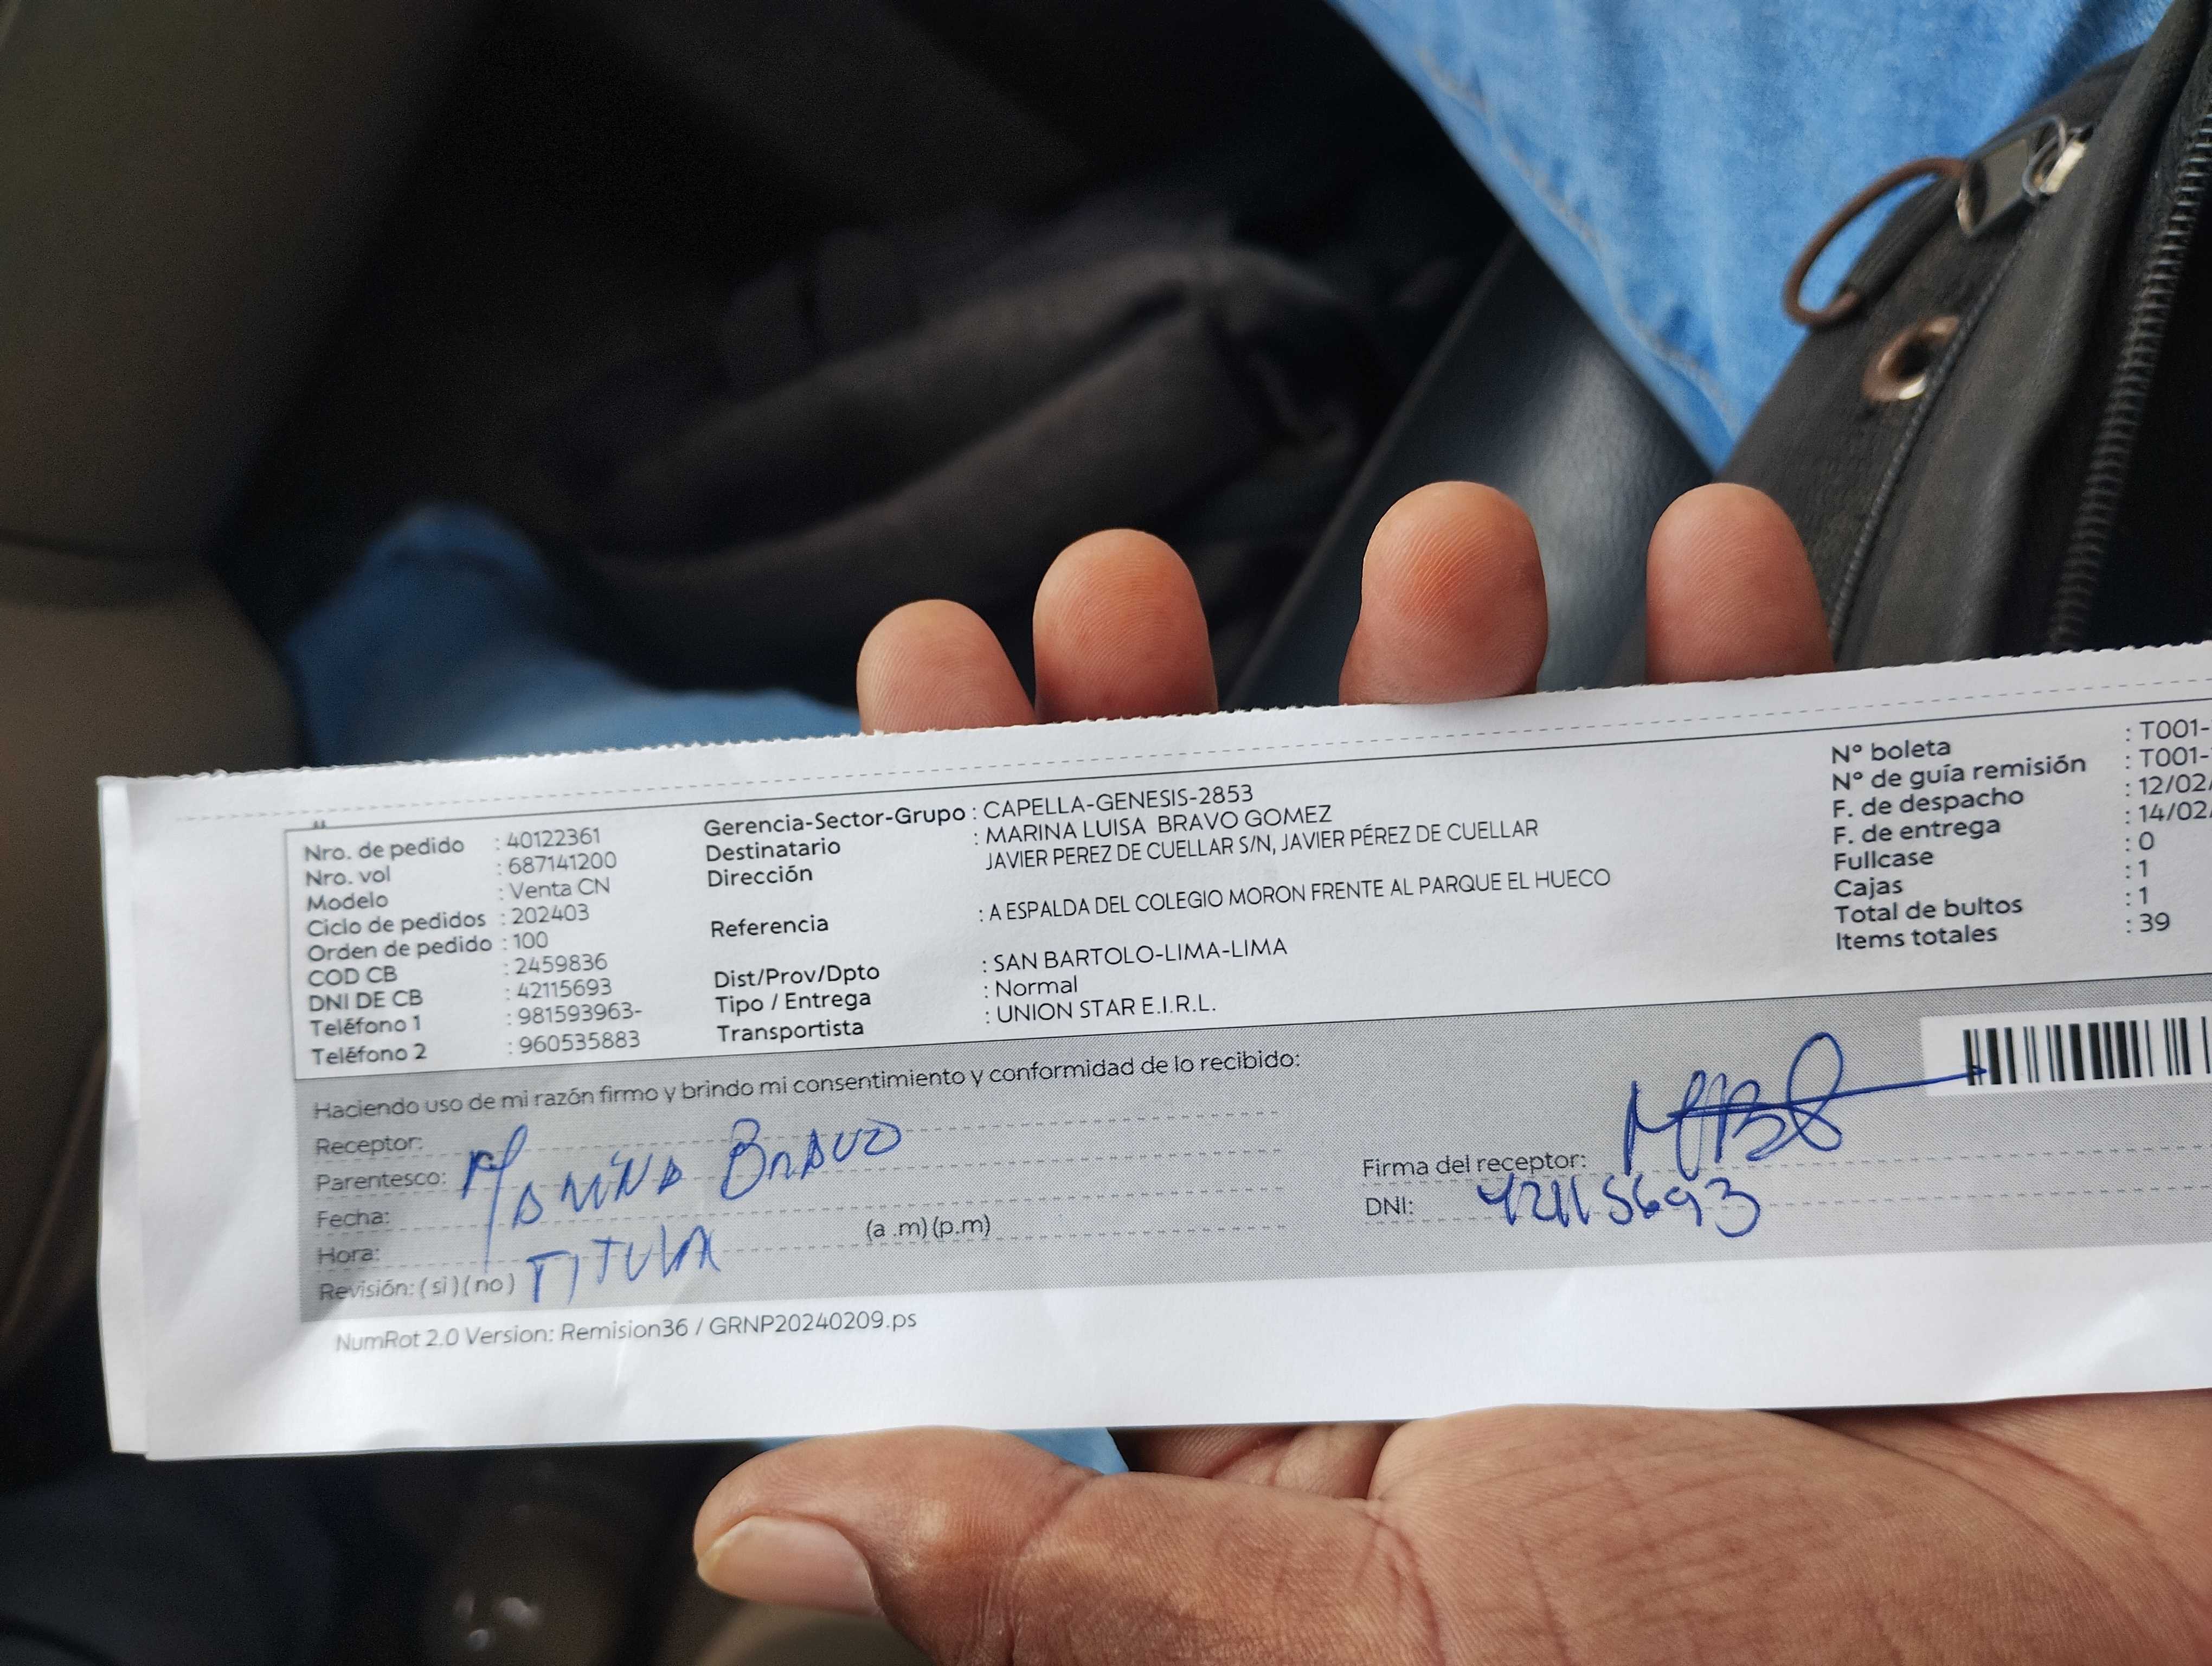 Nro. de pedido : 40122361
Nro. vol : 687141200
Modelo : Venta CN
Ciclo de pedidos : 202403
Orden de pedido : 100
COD CB : 2459836
DNI DE CB : 42115693
Teléfono 1 : 981593963-
Teléfono 2 : 960535883
Gerencia-Sector-Grupo : CAPELLA-GENESIS-2853
Destinatario : MARINA LUISA BRAVO GOMEZ
Dirección JAVIER PEREZ DE CUELLAR S/N, JAVIER PÉREZ DE CUELLAR
Referencia : A ESPALDA DEL COLEGIO MORON FRENTE AL PARQUE EL HUECO
Dist/Prov/Dpto : SAN BARTOLO-LIMA-LIMA
Tipo / Entrega : Normal
Transportista : UNION STAR E.I.R.L.
Nº boleta : T001-
Nº de guía remisión : T001-
F. de despacho : 12/02/
F. de entrega : 14/02/
Fullcase : 0
Cajas : 1
Total de bultos : 1
Items totales : 39
Haciendo uso de mi razón firmo y brindo mi consentimiento y conformidad de lo recibido:
Receptor:
Parentesco: MARINA BRAVO
Fecha:
Hora: (a .m) (p.m)
Revisión: ( si ) ( no ) TITULA
Firma del receptor:
DNI: 42115693
NumRot 2.0 Version: Remision36 / GRNP20240209.ps